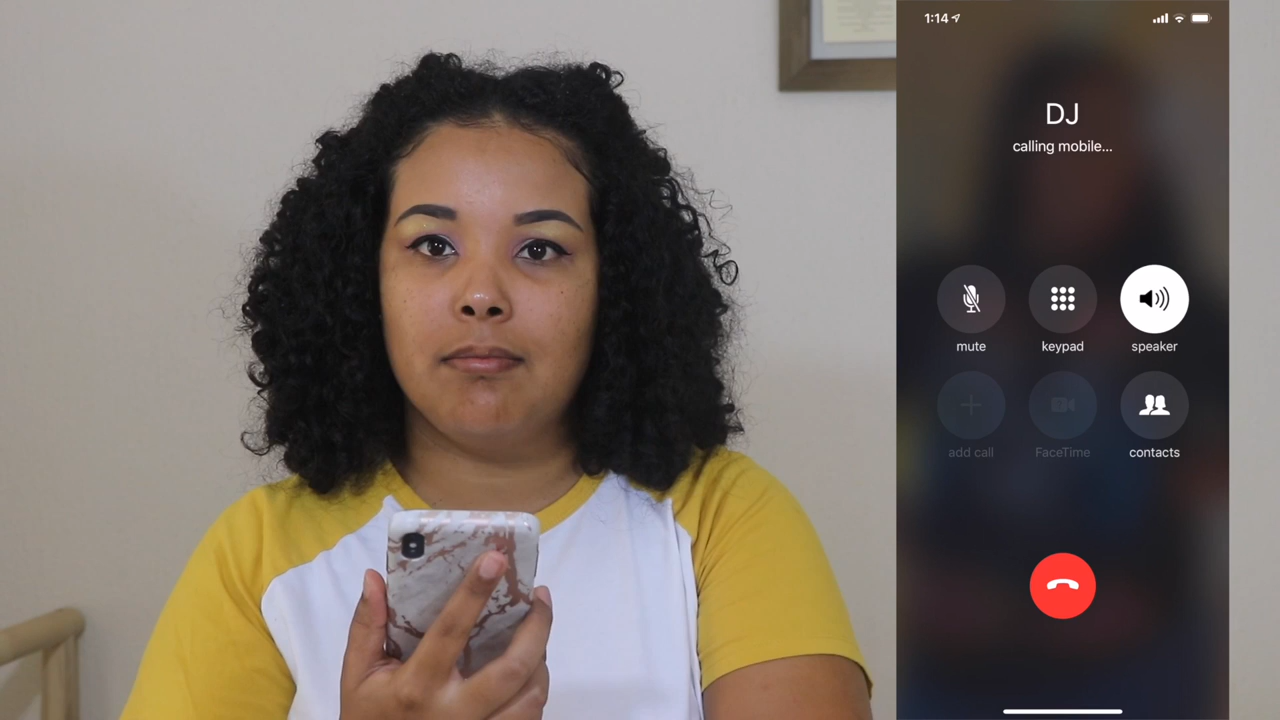 1:14
DJ
calling mobile...
mute
keypad
speaker
add call
FaceTime
contacts